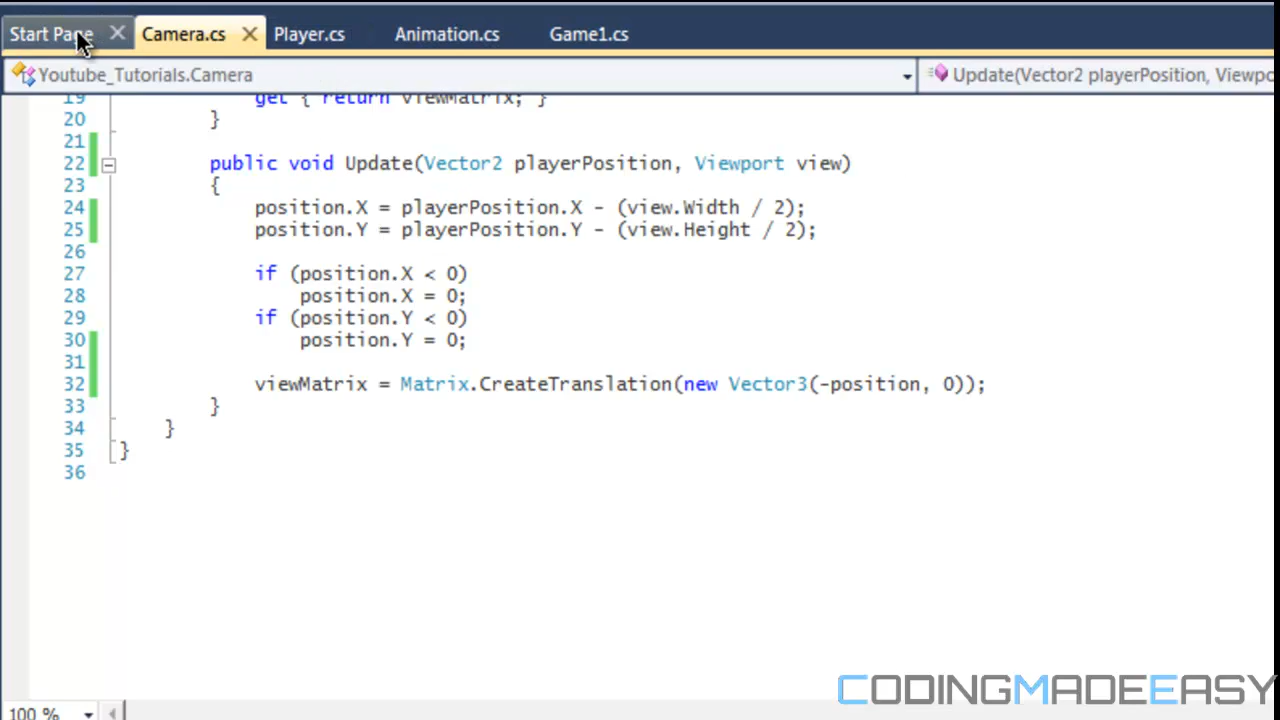 Start Page Camera.cs Player.cs Animation.cs Game1.cs
Youtube_Tutorials.Camera Update(Vector2 playerPosition, Viewpo
19 get { return viewMatrix; }
20 }
21
22 public void Update(Vector2 playerPosition, Viewport view)
23 {
24 position.X = playerPosition.X - (view.Width / 2);
25 position.Y = playerPosition.Y - (view.Height / 2);
26
27 if (position.X < 0)
28 position.X = 0;
29 if (position.Y < 0)
30 position.Y = 0;
31
32 viewMatrix = Matrix.CreateTranslation(new Vector3(-position, 0));
33 }
34 }
35 }
36
CODINGMADEEASY
100 %